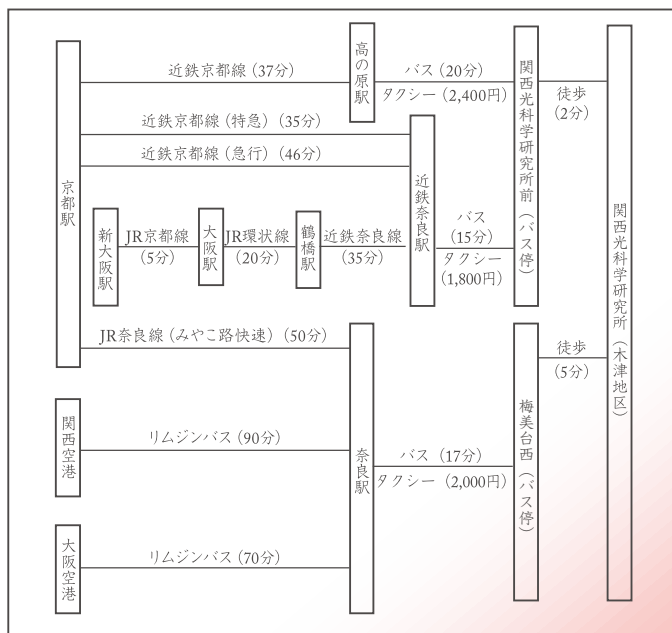 近鉄京都線 (37分)
高の原駅
バス (20分)
タクシー (2,400円)
関西光科学研究所前（バス停）
徒歩
(2分)
近鉄京都線 (特急) (35分)
近鉄京都線 (急行) (46分)
京都駅
新大阪駅
JR京都線
(5分)
大阪駅
JR環状線
(20分)
鶴橋駅
近鉄奈良線
(35分)
近鉄奈良駅
バス
(15分)
タクシー
(1,800円)
関西光科学研究所（木津地区）
JR奈良線 (みやこ路快速) (50分)
徒歩
(5分)
関西空港
リムジンバス (90分)
奈良駅
バス (17分)
タクシー (2,000円)
梅美台西（バス停）
大阪空港
リムジンバス (70分)